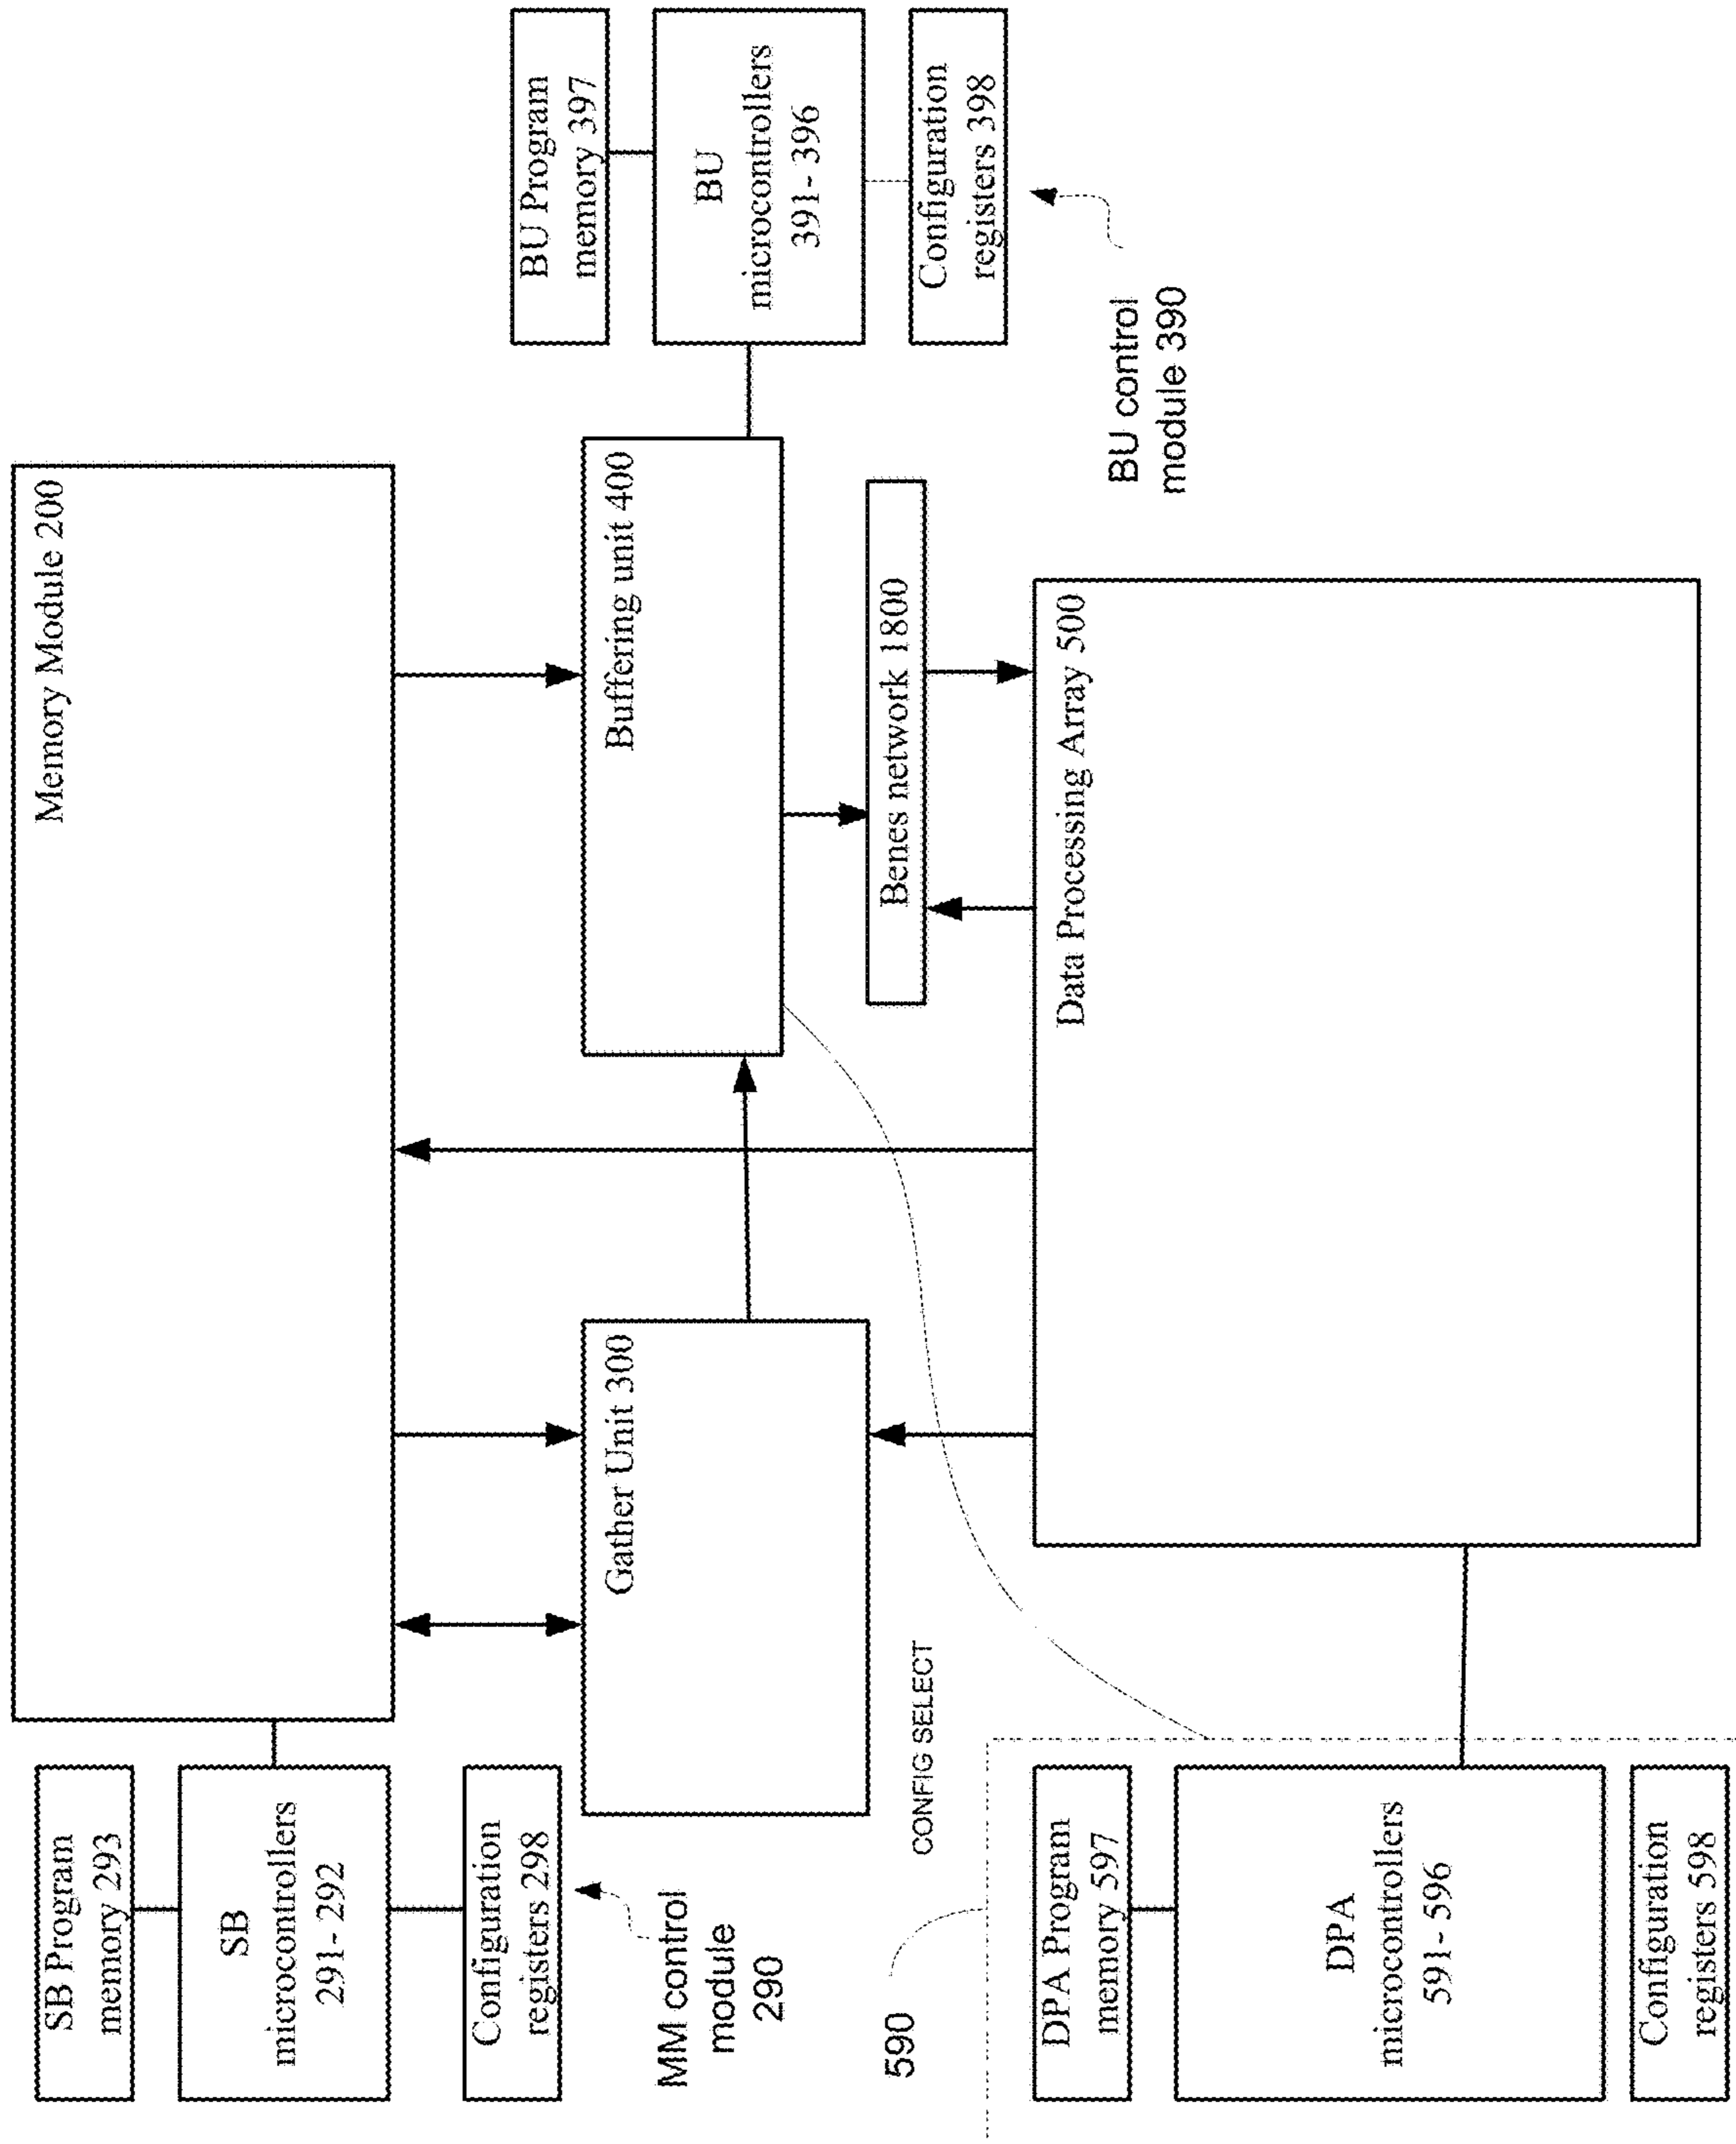 SB Program
memory 293
SB
microcontrollers
291- 292
Configuration
registers 298
MM control
module
290
Memory Module 200
Gather Unit 300
Buffering unit 400
BU Program
memory 397
BU
microcontrollers
391- 396
Configuration
registers 398
BU control
module 390
Benes network 1800
CONFIG SELECT
590
DPA Program
memory 597
DPA
microcontrollers
591- 596
Configuration
registers 598
Data Processing Array 500